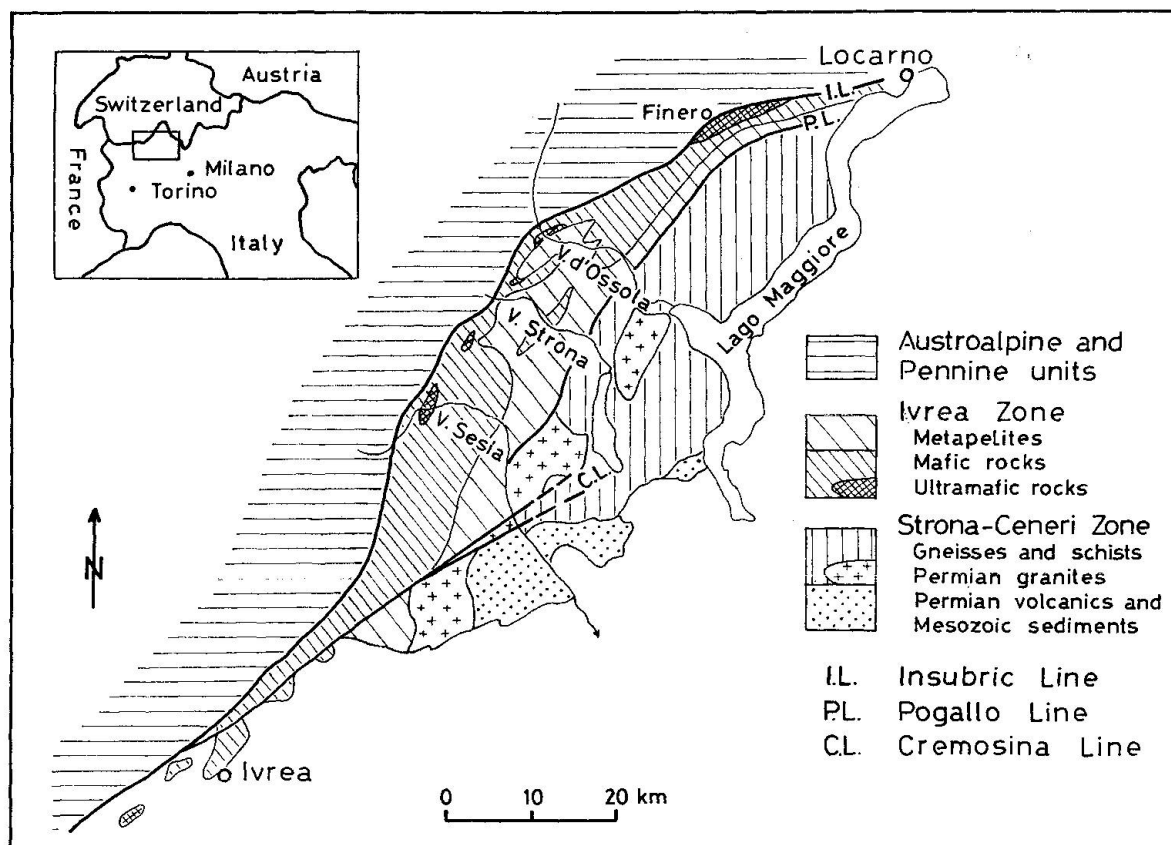 Austria
Switzerland
France
Milano
Torino
Italy
Locarno
Finero
I.L.
P.L.
V. d'Ossola
V. Strona
V. Sesia
C.L.
Lago Maggiore
N
Ivrea
0 10 20 km
Austroalpine and
Pennine units
Ivrea Zone
Metapelites
Mafic rocks
Ultramafic rocks
Strona-Ceneri Zone
Gneisses and schists
Permian granites
Permian volcanics and
Mesozoic sediments
I.L. Insubric Line
P.L. Pogallo Line
C.L. Cremosina Line